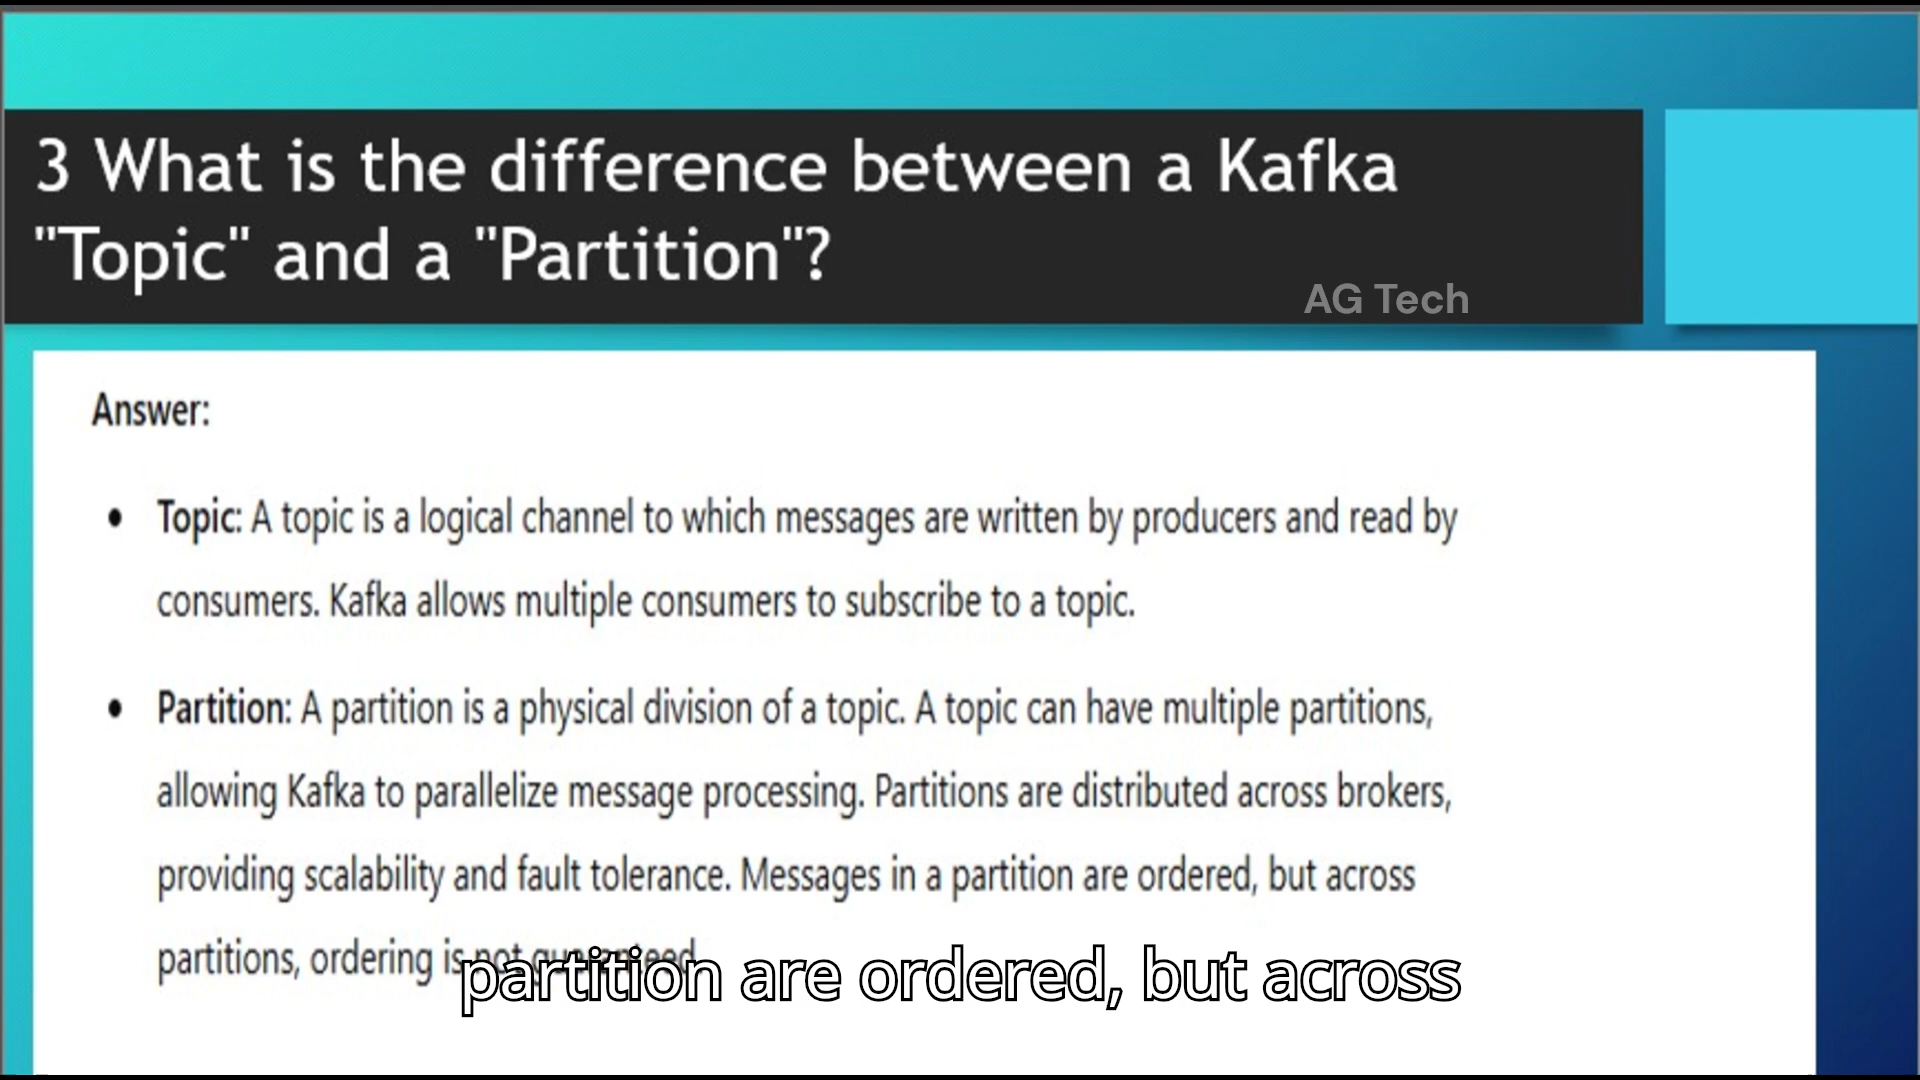 3 What is the difference between a Kafka
"Topic" and a "Partition"?
AG Tech
Answer:
• Topic: A topic is a logical channel to which messages are written by producers and read by
consumers. Kafka allows multiple consumers to subscribe to a topic.
• Partition: A partition is a physical division of a topic. A topic can have multiple partitions,
allowing Kafka to parallelize message processing. Partitions are distributed across brokers,
providing scalability and fault tolerance. Messages in a partition are ordered, but across
partitions, ordering is not guaranteed.
partition are ordered, but across